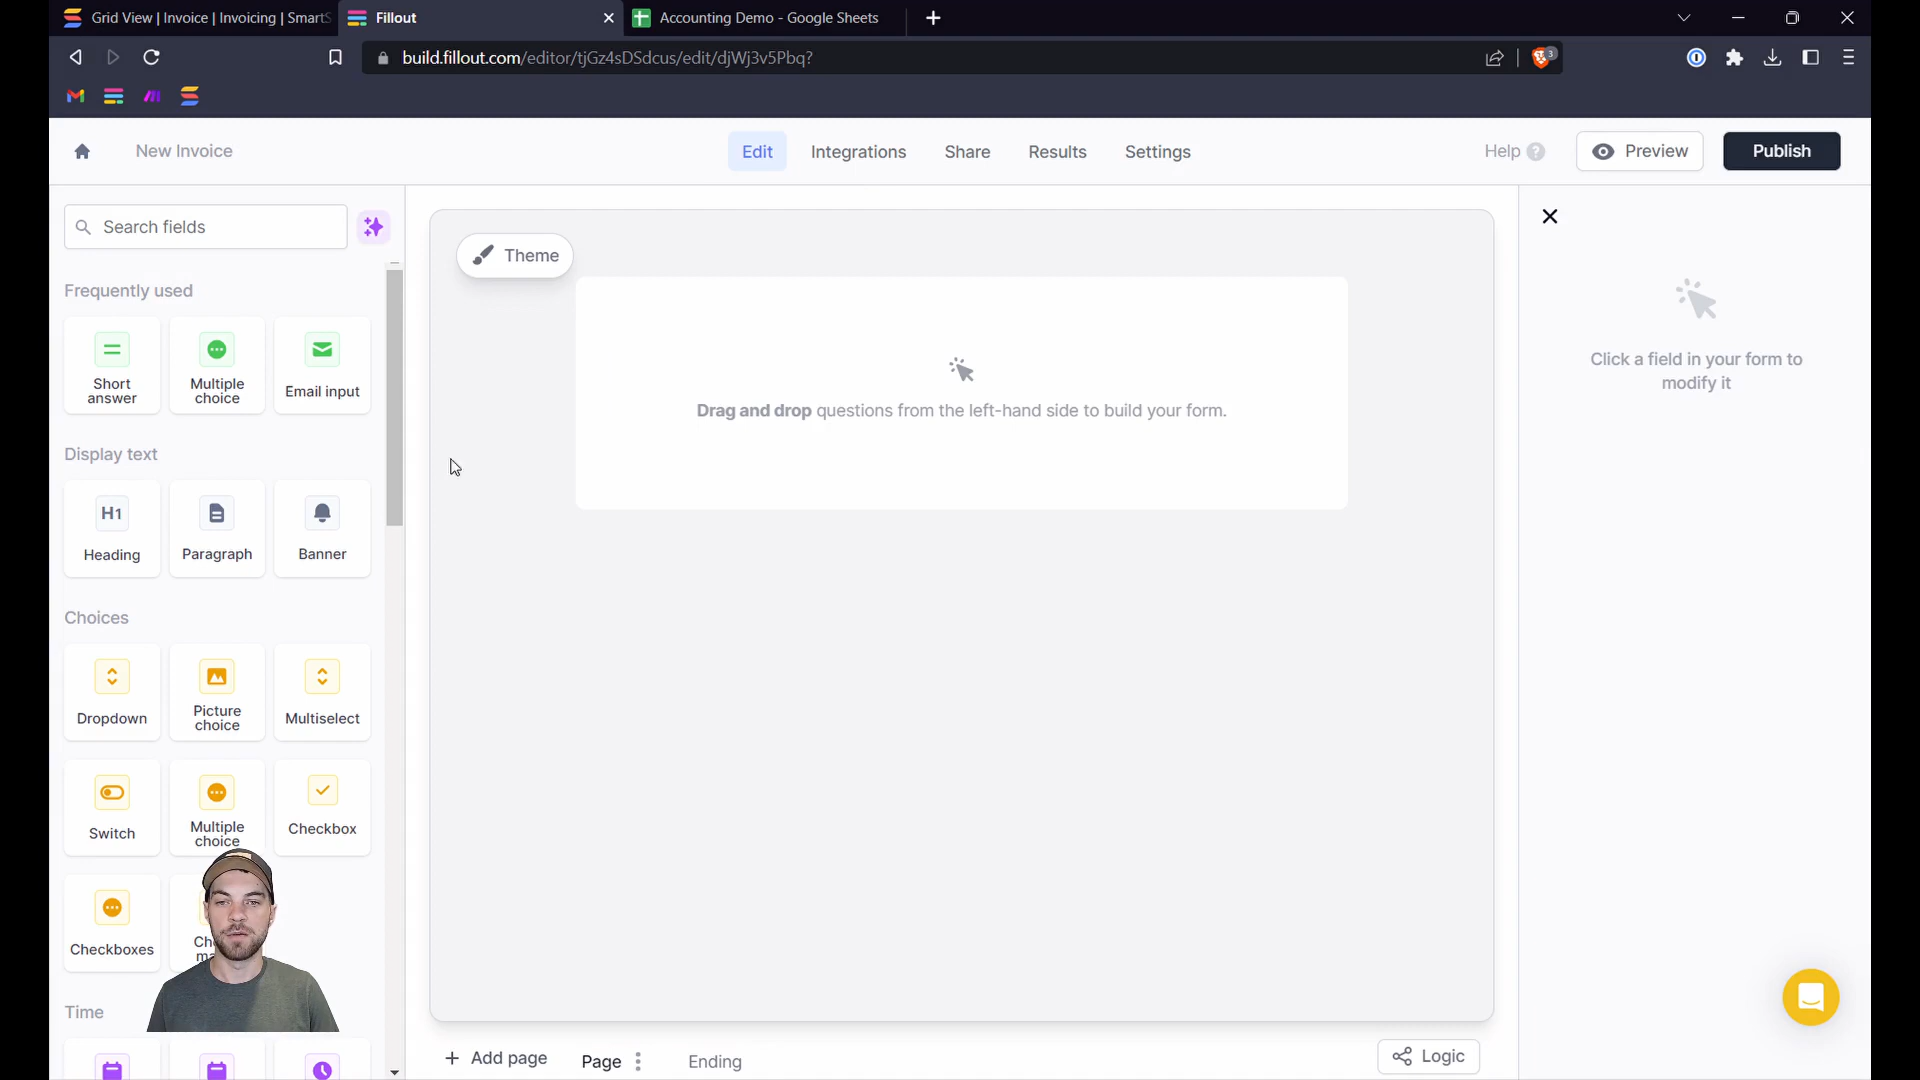 Grid View | Invoice | Invoicing | SmartS
Fillout
Accounting Demo - Google Sheets
build.fillout.com/editor/tjGz4sDSdcus/edit/djWj3v5Pbq?
3
New Invoice
Edit
Integrations
Share
Results
Settings
Help ?
Preview
Publish
Search fields
Theme
Frequently used
Short answer
Multiple choice
Email input
Drag and drop questions from the left-hand side to build your form.
Click a field in your form to
modify it
Display text
H1
Heading
Paragraph
Banner
Choices
Dropdown
Picture choice
Multiselect
Switch
Multiple choice
Checkbox
Checkboxes
Time
+ Add page
Page
Ending
Logic